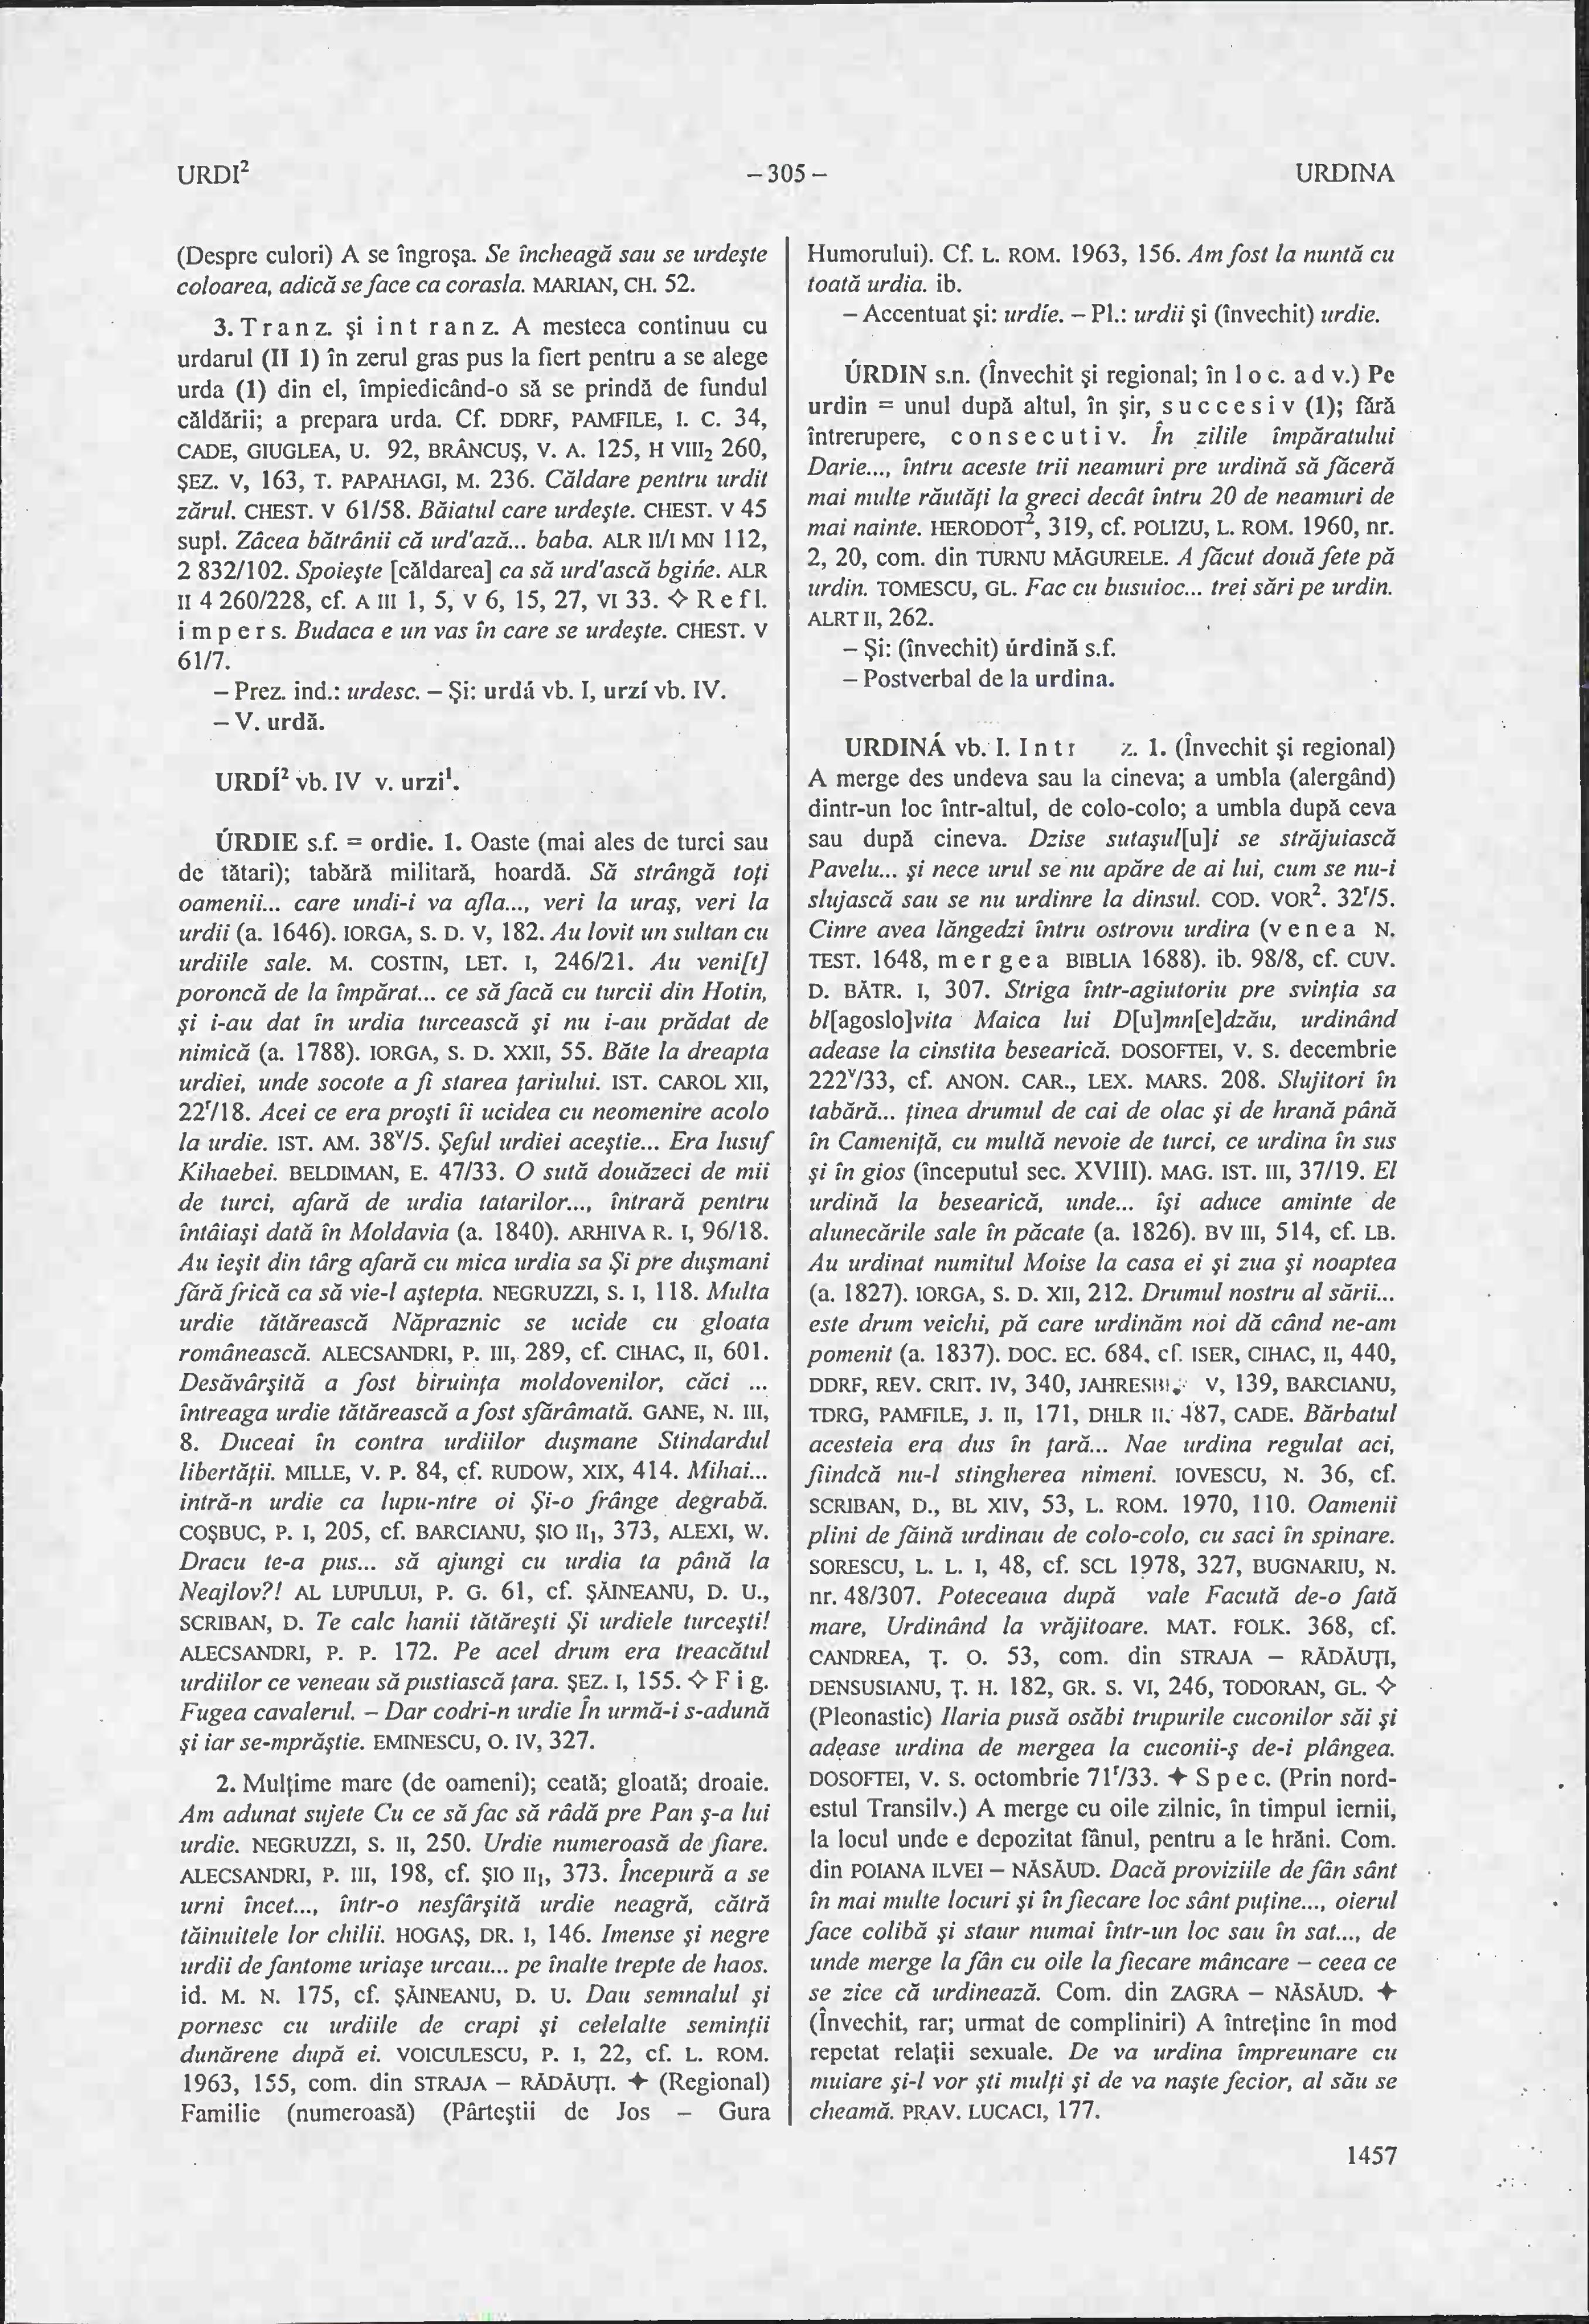 URDI²
– 305 –
URDINA
(Despre culori) A se îngroşa. Se încheagă sau se urdeşte
coloarea, adică se face ca corasla. MARIAN, CH. 52.
3. Tranz. şi intranz. A mesteca continuu cu
urdarul (II 1) în zerul gras pus la fiert pentru a se alege
urda (1) din el, împiedicând-o să se prindă de fundul
căldării; a prepara urda. Cf. DDRF, PAMFILE, I. C. 34,
CADE, GIUGLEA, U. 92, BRÂNCUŞ, V. A. 125, H VIII₂ 260,
ŞEZ. V, 163, T. PAPAHAGI, M. 236. Căldare pentru urdit
zărul. CHEST. V 61/58. Băiatul care urdeşte. CHEST. V 45
supl. Zâcea bătrânii că urd'ază... baba. ALR II/I MN 112,
2 832/102. Spoieşte [căldarea] ca să urd'ască bgińe. ALR
II 4 260/228, cf. A III 1, 5, V 6, 15, 27, VI 33. ◇ Refl.
impers. Budaca e un vas în care se urdeşte. CHEST. V
61/7.
– Prez. ind.: urdesc. – Şi: urdá vb. I, urzí vb. IV.
– V. urdă.
URDÍ² vb. IV v. urzi¹.
ÚRDIE s.f. = ordie. 1. Oaste (mai ales de turci sau
de tătari); tabără militară, hoardă. Să strângă toţi
oamenii... care undi-i va afla..., veri la uraş, veri la
urdii (a. 1646). IORGA, S. D. V, 182. Au lovit un sultan cu
urdiile sale. M. COSTIN, LET. I, 246/21. Au veni[t]
poroncă de la împărat... ce să facă cu turcii din Hotin,
şi i-au dat în urdia turcească şi nu i-au prădat de
nimică (a. 1788). IORGA, S. D. XXII, 55. Băte la dreapta
urdiei, unde socote a fi starea ţariului. IST. CAROL XII,
22ʳ/18. Acei ce era proşti îi ucidea cu neomenire acolo
la urdie. IST. AM. 38ᵛ/5. Şeful urdiei aceştie... Era Iusuf
Kihaebei. BELDIMAN, E. 47/33. O sută douăzeci de mii
de turci, afară de urdia tatarilor..., întrară pentru
întâiaşi dată în Moldavia (a. 1840). ARHIVA R. I, 96/18.
Au ieşit din târg afară cu mica urdia sa Şi pre duşmani
fără frică ca să vie-l aştepta. NEGRUZZI, S. I, 118. Multa
urdie tătărească Năpraznic se ucide cu gloata
românească. ALECSANDRI, P. III, 289, cf. CIHAC, II, 601.
Desăvârşită a fost biruinţa moldovenilor, căci ...
întreaga urdie tătărească a fost sfărâmată. GANE, N. III,
8. Duceai în contra urdiilor duşmane Stindardul
libertăţii. MILLE, V. P. 84, cf. RUDOW, XIX, 414. Mihai...
intră-n urdie ca lupu-ntre oi Şi-o frânge degrabă.
COŞBUC, P. I, 205, cf. BARCIANU, ŞIO II₁, 373, ALEXI, W.
Dracu te-a pus... să ajungi cu urdia ta până la
Neajlov?! AL LUPULUI, P. G. 61, cf. ŞĂINEANU, D. U.,
SCRIBAN, D. Te calc hanii tătăreşti Şi urdiele turceşti!
ALECSANDRI, P. P. 172. Pe acel drum era treacătul
urdiilor ce veneau să pustiască ţara. ŞEZ. I, 155. ◇ Fig.
Fugea cavalerul. – Dar codri-n urdie În urmă-i s-adună
şi iar se-mprăştie. EMINESCU, O. IV, 327.
2. Mulţime mare (de oameni); ceată; gloată; droaie.
Am adunat sujete Cu ce să fac să râdă pre Pan ş-a lui
urdie. NEGRUZZI, S. II, 250. Urdie numeroasă de fiare.
ALECSANDRI, P. III, 198, cf. ŞIO II₁, 373. Începură a se
urni încet..., într-o nesfârşită urdie neagră, cătră
tăinuitele lor chilii. HOGAŞ, DR. I, 146. Imense şi negre
urdii de fantome uriaşe urcau... pe înalte trepte de haos.
id. M. N. 175, cf. ŞĂINEANU, D. U. Dau semnalul şi
pornesc cu urdiile de crapi şi celelalte seminţii
dunărene după ei. VOICULESCU, P. I, 22, cf. L. ROM.
1963, 155, com. din STRAJA – RĂDĂUŢI. ✦ (Regional)
Familie (numeroasă) (Pârteştii de Jos – Gura
Humorului). Cf. L. ROM. 1963, 156. Am fost la nuntă cu
toată urdia. ib.
– Accentuat şi: urdíe. – Pl.: urdii şi (învechit) urdie.
ÚRDIN s.n. (Învechit şi regional; în loc. adv.) Pe
urdin = unul după altul, în şir, succesiv (1); fără
întrerupere, consecutiv. În zilile împăratului
Darie..., întru aceste trii neamuri pre urdină să făceră
mai multe răutăţi la greci decât întru 20 de neamuri de
mai nainte. HERODOT², 319, cf. POLIZU, L. ROM. 1960, nr.
2, 20, com. din TURNU MĂGURELE. A făcut două fete pă
urdin. TOMESCU, GL. Fac cu busuioc... trei sări pe urdin.
ALRT II, 262.
– Şi: (învechit) úrdină s.f.
– Postverbal de la urdina.
URDINÁ vb. I. Intr z. 1. (Învechit şi regional)
A merge des undeva sau la cineva; a umbla (alergând)
dintr-un loc într-altul, de colo-colo; a umbla după ceva
sau după cineva. Dzise sutaşul[u]i se străjuiască
Pavelu... şi nece urul se nu apăre de ai lui, cum se nu-i
slujască sau se nu urdinre la dinsul. COD. VOR². 32ʳ/5.
Cinre avea lăngedzi întru ostrovu urdira (venea N.
TEST. 1648, mergea BIBLIA 1688). ib. 98/8, cf. CUV.
D. BĂTR. I, 307. Striga într-agiutoriu pre svinţia sa
bl[agoslo]vita Maica lui D[u]mn[e]dzău, urdinând
adease la cinstita besearică. DOSOFTEI, V. S. decembrie
222ᵛ/33, cf. ANON. CAR., LEX. MARS. 208. Slujitori în
tabără... ţinea drumul de cai de olac şi de hrană până
în Cameniţă, cu multă nevoie de turci, ce urdina în sus
şi în gios (începutul sec. XVIII). MAG. IST. III, 37/19. El
urdină la besearică, unde... îşi aduce aminte de
alunecările sale în păcate (a. 1826). BV III, 514, cf. LB.
Au urdinat numitul Moise la casa ei şi zua şi noaptea
(a. 1827). IORGA, S. D. XII, 212. Drumul nostru al sării...
este drum veichi, pă care urdinăm noi dă când ne-am
pomenit (a. 1837). DOC. EC. 684, cf. ISER, CIHAC, II, 440,
DDRF, REV. CRIT. IV, 340, V, 139, BARCIANU,
TDRG, PAMFILE, J. II, 171, DHLR II, 487, CADE. Bărbatul
acesteia era dus în ţară... Nae urdina regulat aci,
fiindcă nu-l stingherea nimeni. IOVESCU, N. 36, cf.
SCRIBAN, D., BL XIV, 53, L. ROM. 1970, 110. Oamenii
plini de făină urdinau de colo-colo, cu saci în spinare.
SORESCU, L. L. I, 48, cf. SCL 1978, 327, BUGNARIU, N.
nr. 48/307. Poteceaua după vale Facută de-o fată
mare, Urdinând la vrăjitoare. MAT. FOLK. 368, cf.
CANDREA, Ţ. O. 53, com. din STRAJA – RĂDĂUŢI,
DENSUSIANU, Ţ. H. 182, GR. S. VI, 246, TODORAN, GL. ◇
(Pleonastic) Ilaria pusă osăbi trupurile cuconilor săi şi
adease urdina de mergea la cuconii-ş de-i plângea.
DOSOFTEI, V. S. octombrie 71ʳ/33. ✦ Spec. (Prin nord-
estul Transilv.) A merge cu oile zilnic, în timpul iernii,
la locul unde e depozitat fânul, pentru a le hrăni. Com.
din POIANA ILVEI – NĂSĂUD. Dacă proviziile de fân sânt
în mai multe locuri şi în fiecare loc sânt puţine..., oierul
face colibă şi staur numai într-un loc sau în sat..., de
unde merge la fân cu oile la fiecare mâncare – ceea ce
se zice că urdinează. Com. din ZAGRA – NĂSĂUD. ✦
(Învechit, rar; urmat de compliniri) A întreţine în mod
repetat relaţii sexuale. De va urdina împreunare cu
muiare şi-l vor şti mulţi şi de va naşte fecior, al său se
cheamă. PRAV. LUCACI, 177.
1457